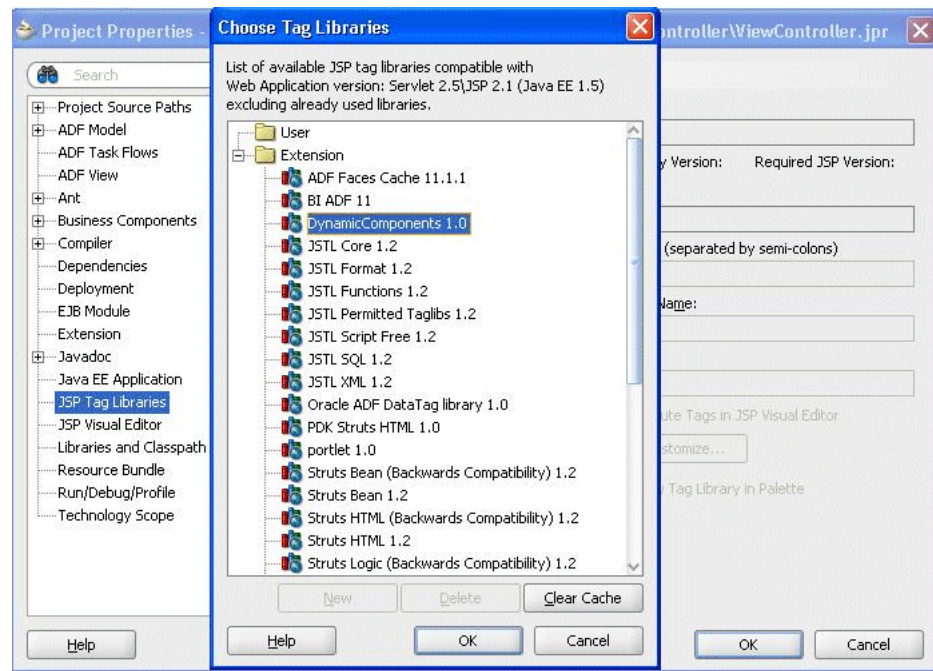 Project Properties -
Choose Tag Libraries
ontroller\ViewController.jpr
Search
Project Source Paths
ADF Model
ADF Task Flows
ADF View
Ant
Business Components
Compiler
Dependencies
Deployment
EJB Module
Extension
Javadoc
Java EE Application
JSP Tag Libraries
JSP Visual Editor
Libraries and Classpath
Resource Bundle
Run/Debug/Profile
Technology Scope
Help
List of available JSP tag libraries compatible with
Web Application version: Servlet 2.5\JSP 2.1 (Java EE 1.5)
excluding already used libraries.
User
Extension
ADF Faces Cache 11.1.1
BI ADF 11
DynamicComponents 1.0
JSTL Core 1.2
JSTL Format 1.2
JSTL Functions 1.2
JSTL Permitted Taglibs 1.2
JSTL Script Free 1.2
JSTL SQL 1.2
JSTL XML 1.2
Oracle ADF DataTag library 1.0
PDK Struts HTML 1.0
portlet 1.0
Struts Bean (Backwards Compatibility) 1.2
Struts Bean 1.2
Struts HTML (Backwards Compatibility) 1.2
Struts HTML 1.2
Struts Logic (Backwards Compatibility) 1.2
New Delete Clear Cache
Help OK Cancel
y Version: Required JSP Version:
(separated by semi-colons)
Name:
ute Tags in JSP Visual Editor
stomize...
Tag Library in Palette
OK Cancel